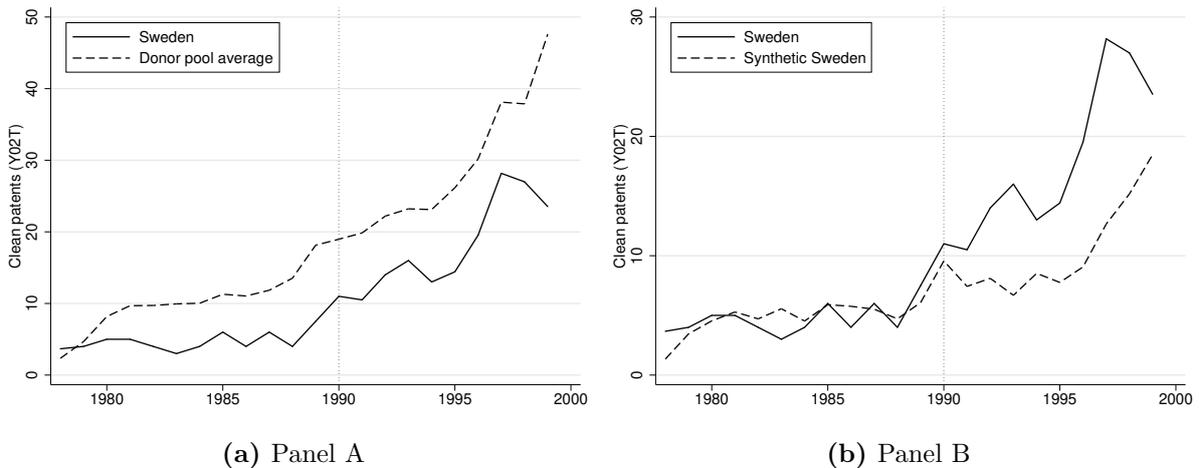 50
40
30
20
10
0
Clean patents (Y02T)
Sweden
Donor pool average
1980
1985
1990
1995
2000
(a) Panel A
30
20
10
0
Clean patents (Y02T)
Sweden
Synthetic Sweden
1980
1985
1990
1995
2000
(b) Panel B